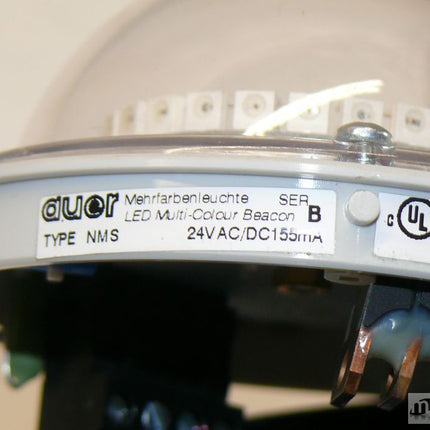 auer Mehrfarbenleuchte SER
LED Multi-Colour Beacon B
TYPE NMS 24VAC/DC155mA
c UL